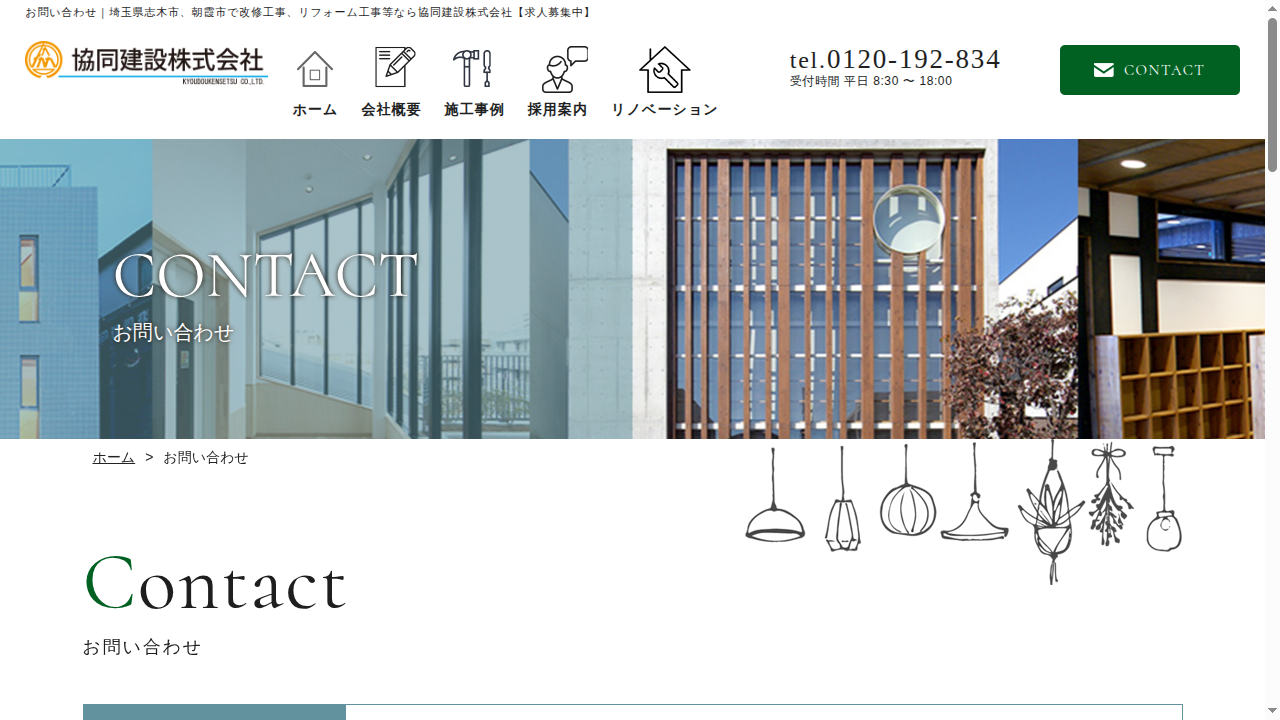 お問い合わせ｜埼玉県志木市、朝霞市で改修工事、リフォーム工事等なら協同建設株式会社【求人募集中】
協同建設株式会社
KYOUDOUKENSETSU CO.,LTD.
ホーム
会社概要
施工事例
採用案内
リノベーション
tel.0120-192-834
受付時間 平日 8:30 〜 18:00
CONTACT
CONTACT
お問い合わせ
ホーム > お問い合わせ
Contact
お問い合わせ